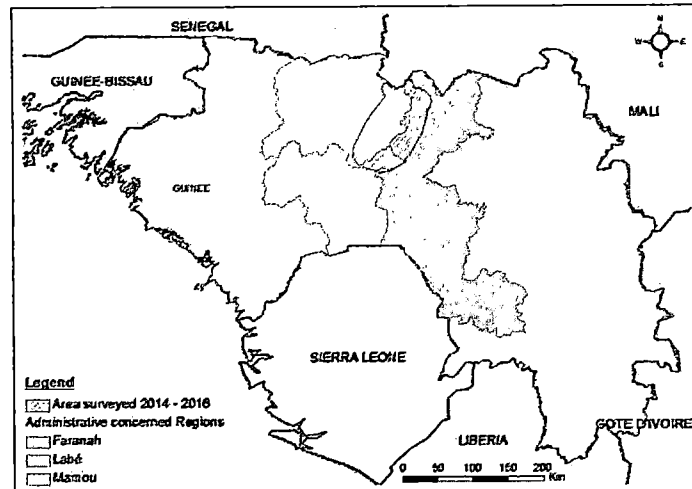 SENEGAL
N
W E
S
GUINEE-BISSAU
MALI
GUINEE
SIERRA LEONE
Legend
Area surveyed 2014 - 2016
Administrative concerned Regions
Faranah
Labé
Mamou
LIBERIA
COTE D'IVOIRE
0 50 100 150 200
Km